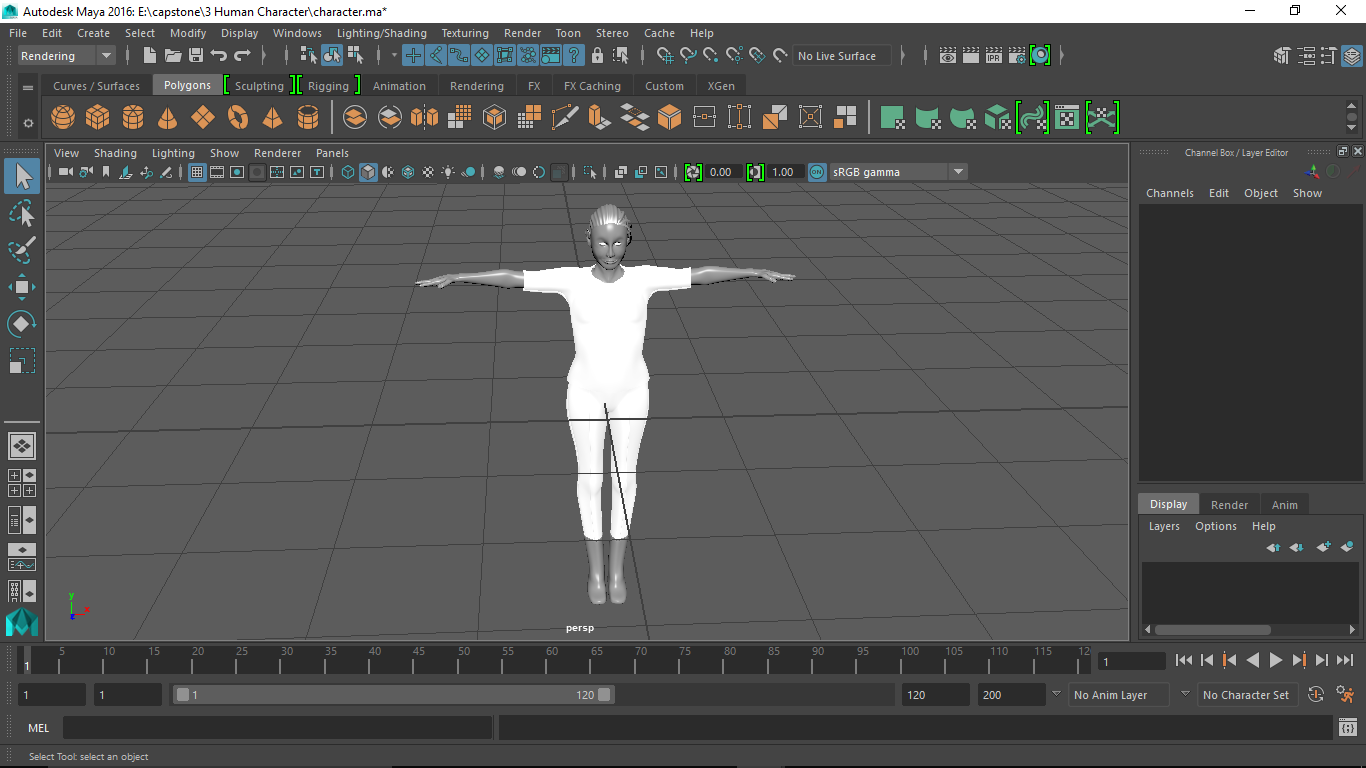 Autodesk Maya 2016: E:\capstone\3 Human Character\character.ma*
File Edit Create Select Modify Display Windows Lighting/Shading Texturing Render Toon Stereo Cache Help
Rendering No Live Surface IPR
Curves / Surfaces Polygons Sculpting Rigging Animation Rendering FX FX Caching Custom XGen
View Shading Lighting Show Renderer Panels
0.00 1.00 ON sRGB gamma
Channel Box / Layer Editor
Channels Edit Object Show
Display Render Anim
Layers Options Help
y
x
z
persp
1 5 10 15 20 25 30 35 40 45 50 55 60 65 70 75 80 85 90 95 100 105 110 115 12
1
1 1 1 120 120 200 No Anim Layer No Character Set
MEL
Select Tool: select an object